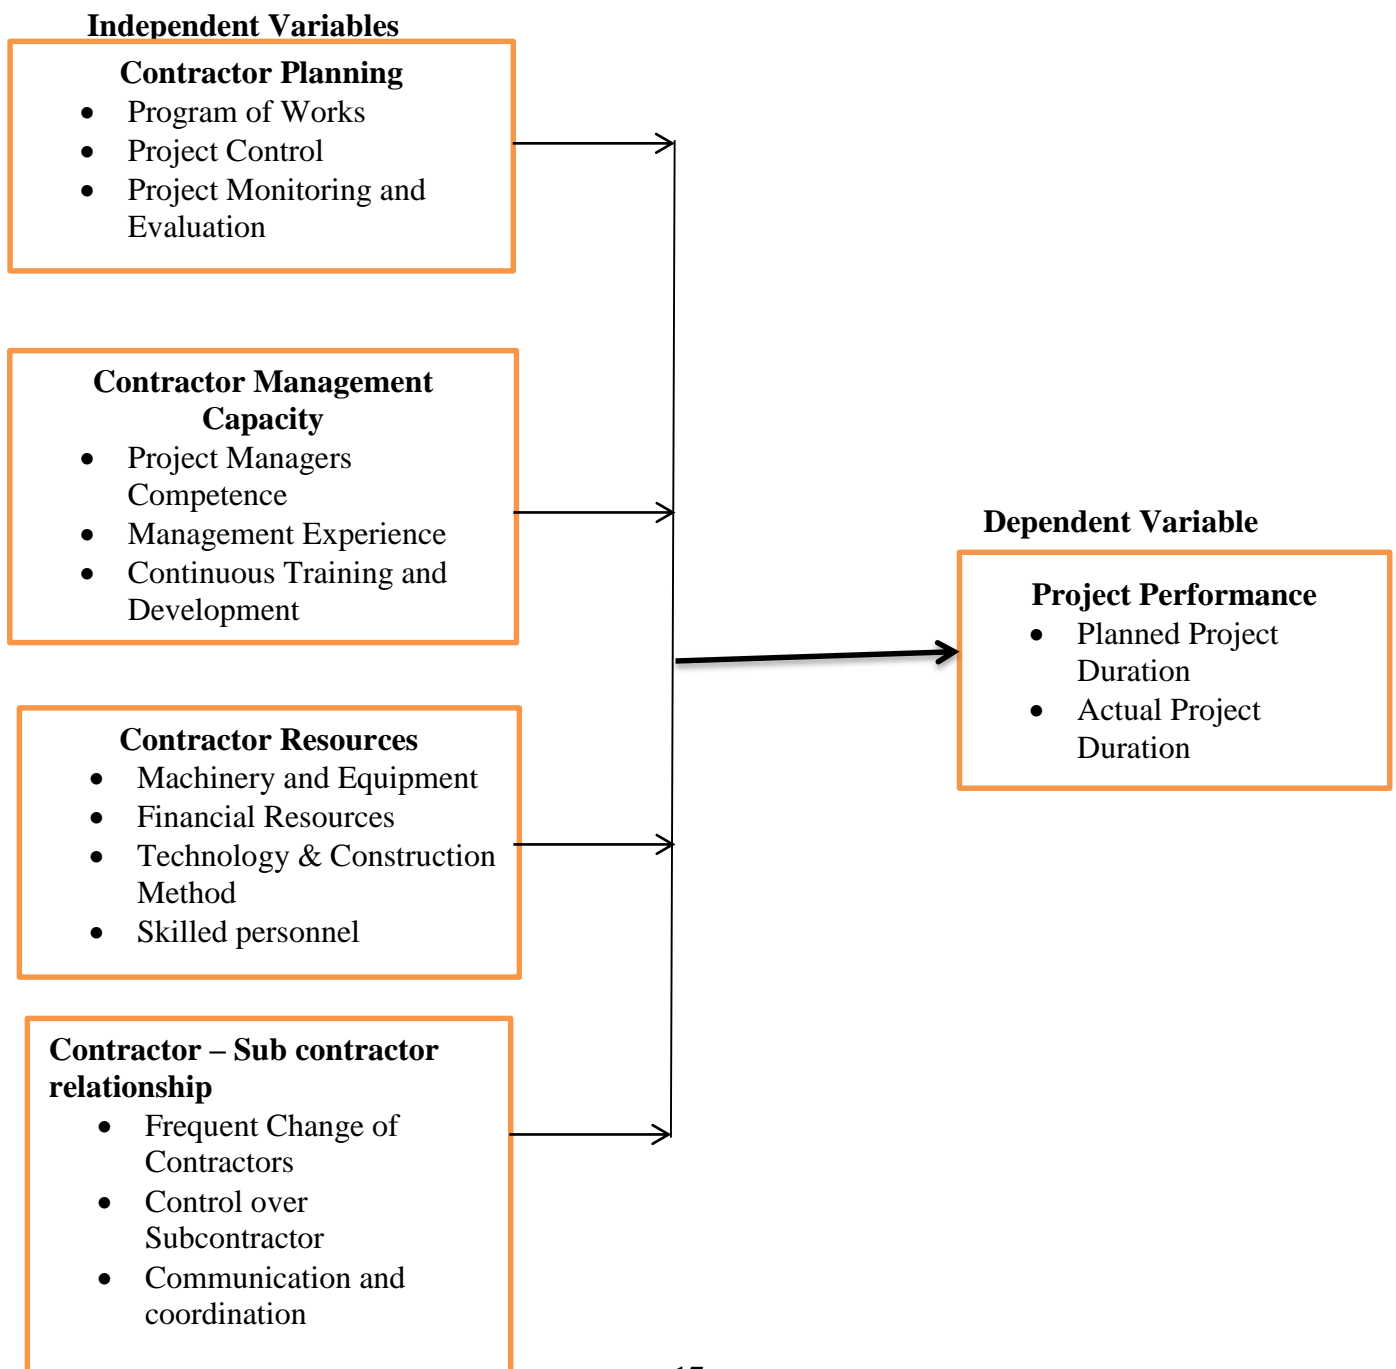 Independent Variables
Contractor Planning
• Program of Works
• Project Control
• Project Monitoring and
Evaluation
Contractor Management
Capacity
• Project Managers
Competence
• Management Experience
• Continuous Training and
Development
Contractor Resources
• Machinery and Equipment
• Financial Resources
• Technology & Construction
Method
• Skilled personnel
Contractor – Sub contractor
relationship
• Frequent Change of
Contractors
• Control over
Subcontractor
• Communication and
coordination
Dependent Variable
Project Performance
• Planned Project
Duration
• Actual Project
Duration